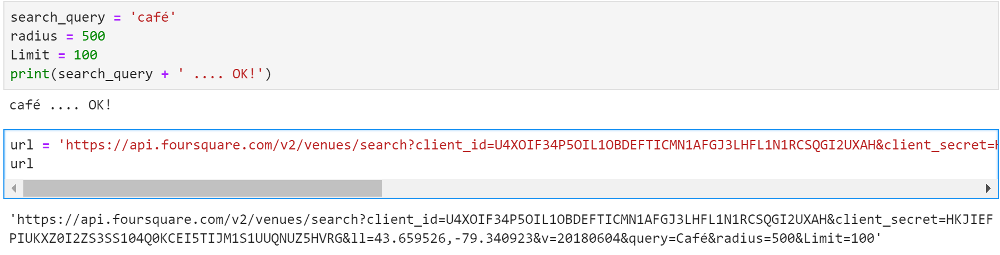 search_query = 'café'
radius = 500
Limit = 100
print(search_query + ' .... OK!')
café .... OK!
url = 'https://api.foursquare.com/v2/venues/search?client_id=U4XOIF34P5OIL1OBDEFTICMN1AFGJ3LHFL1N1RCSQGI2UXAH&client_secret=H
url
'https://api.foursquare.com/v2/venues/search?client_id=U4XOIF34P5OIL1OBDEFTICMN1AFGJ3LHFL1N1RCSQGI2UXAH&client_secret=HKJIEF
PIUKXZ0I2ZS3SS104Q0KCEI5TIJM1S1UUQNUZ5HVRG&ll=43.659526,-79.340923&v=20180604&query=Café&radius=500&Limit=100'